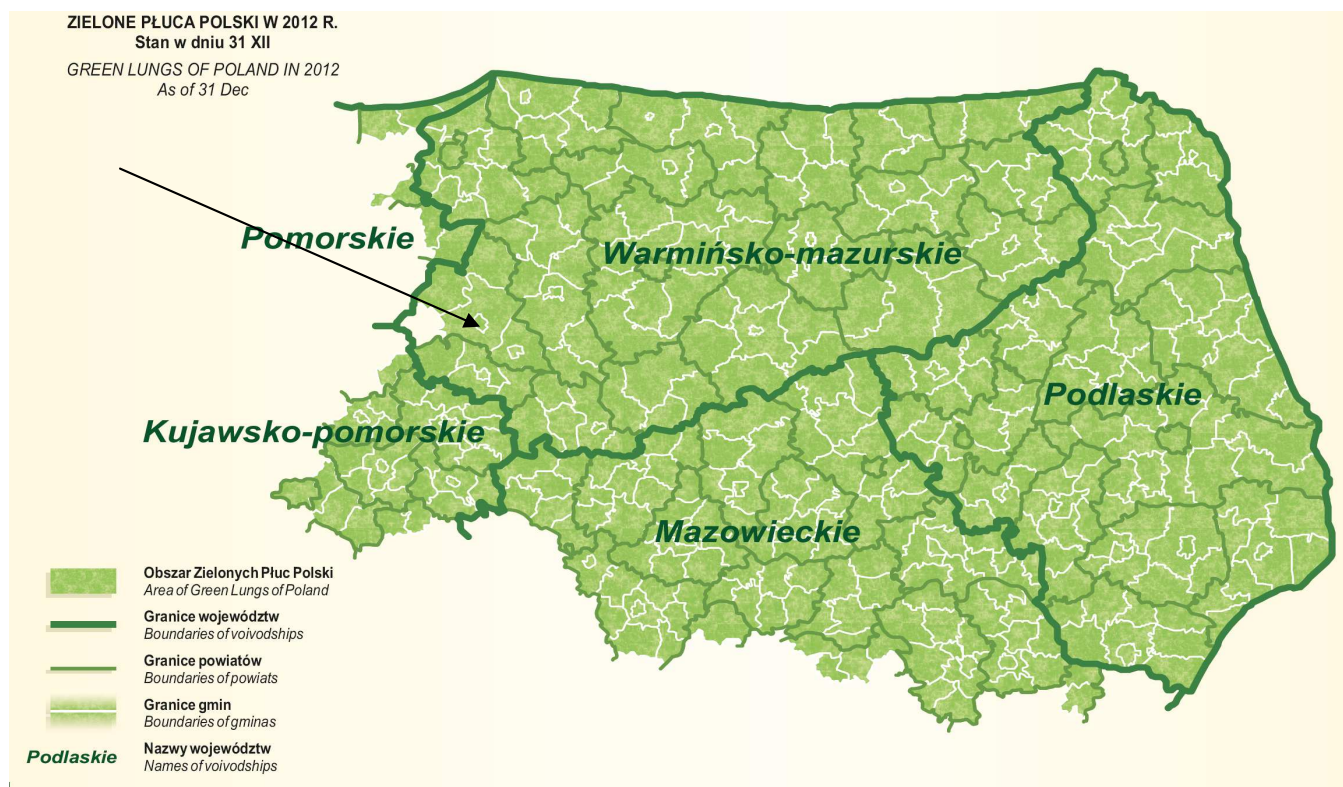 ZIELONE PŁUCA POLSKI W 2012 R.
Stan w dniu 31 XII
GREEN LUNGS OF POLAND IN 2012
As of 31 Dec
Pomorskie
Warmińsko-mazurskie
Podlaskie
Kujawsko-pomorskie
Mazowieckie
Obszar Zielonych Płuc Polski
Area of Green Lungs of Poland
Granice województw
Boundaries of voivodships
Granice powiatów
Boundaries of powiats
Granice gmin
Boundaries of gminas
Podlaskie
Nazwy województw
Names of voivodships